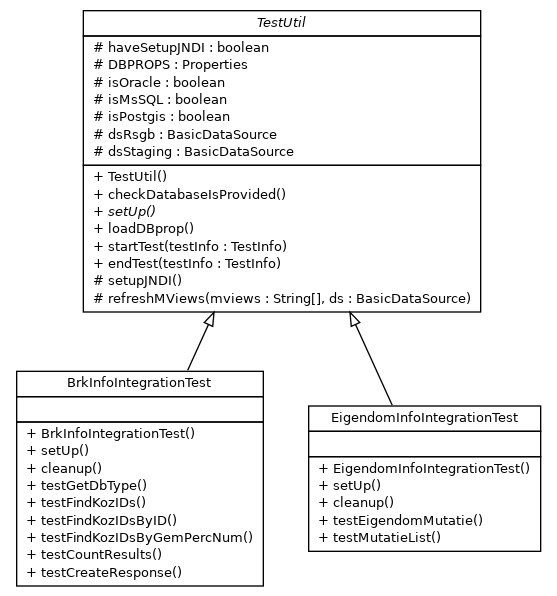 TestUtil
# haveSetupJNDI : boolean
# DBPROPS : Properties
# isOracle : boolean
# isMsSQL : boolean
# isPostgis : boolean
# dsRsgb : BasicDataSource
# dsStaging : BasicDataSource
+ TestUtil()
+ checkDatabaseIsProvided()
+ setUp()
+ loadDBprop()
+ startTest(testInfo : TestInfo)
+ endTest(testInfo : TestInfo)
# setupJNDI()
# refreshMViews(mviews : String[], ds : BasicDataSource)
BrkInfoIntegrationTest
+ BrkInfoIntegrationTest()
+ setUp()
+ cleanup()
+ testGetDbType()
+ testFindKozIDs()
+ testFindKozIDsByID()
+ testFindKozIDsByGemPercNum()
+ testCountResults()
+ testCreateResponse()
EigendomInfoIntegrationTest
+ EigendomInfoIntegrationTest()
+ setUp()
+ cleanup()
+ testEigendomMutatie()
+ testMutatieList()